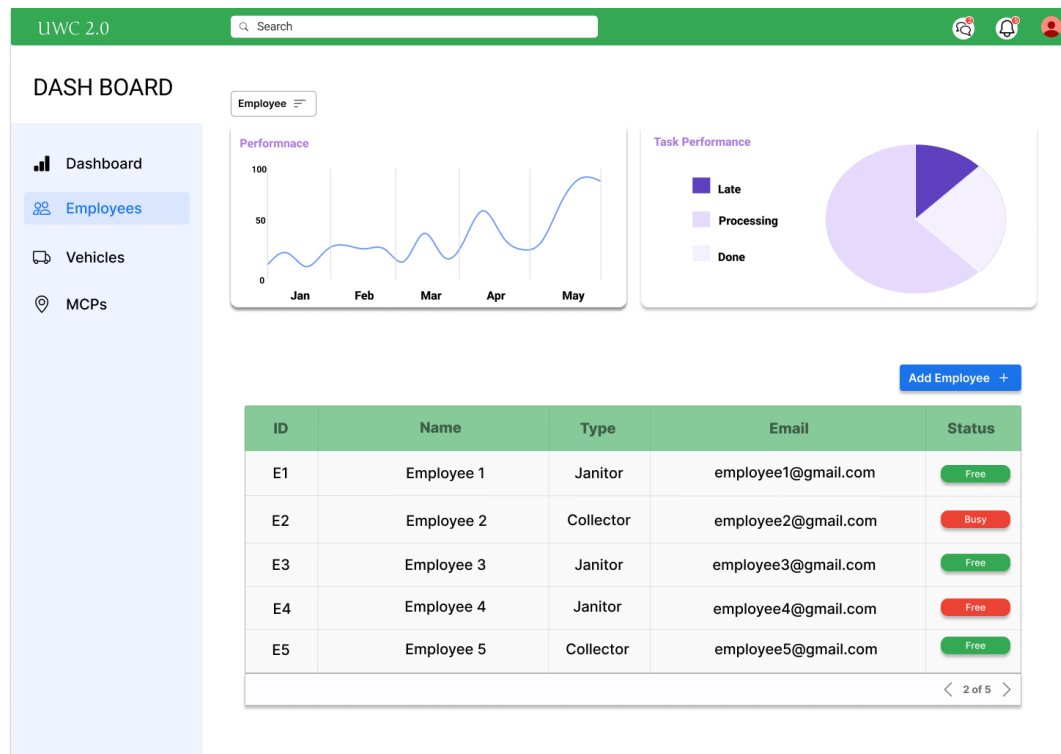 UWC 2.0
Search
2
3
DASH BOARD
Dashboard
Employees
Vehicles
MCPs
Employee
Performnace
100
50
0
Jan Feb Mar Apr May
Task Performance
Late
Processing
Done
Add Employee +
ID Name Type Email Status
E1 Employee 1 Janitor employee1@gmail.com Free
E2 Employee 2 Collector employee2@gmail.com Busy
E3 Employee 3 Janitor employee3@gmail.com Free
E4 Employee 4 Janitor employee4@gmail.com Free
E5 Employee 5 Collector employee5@gmail.com Free
2 of 5